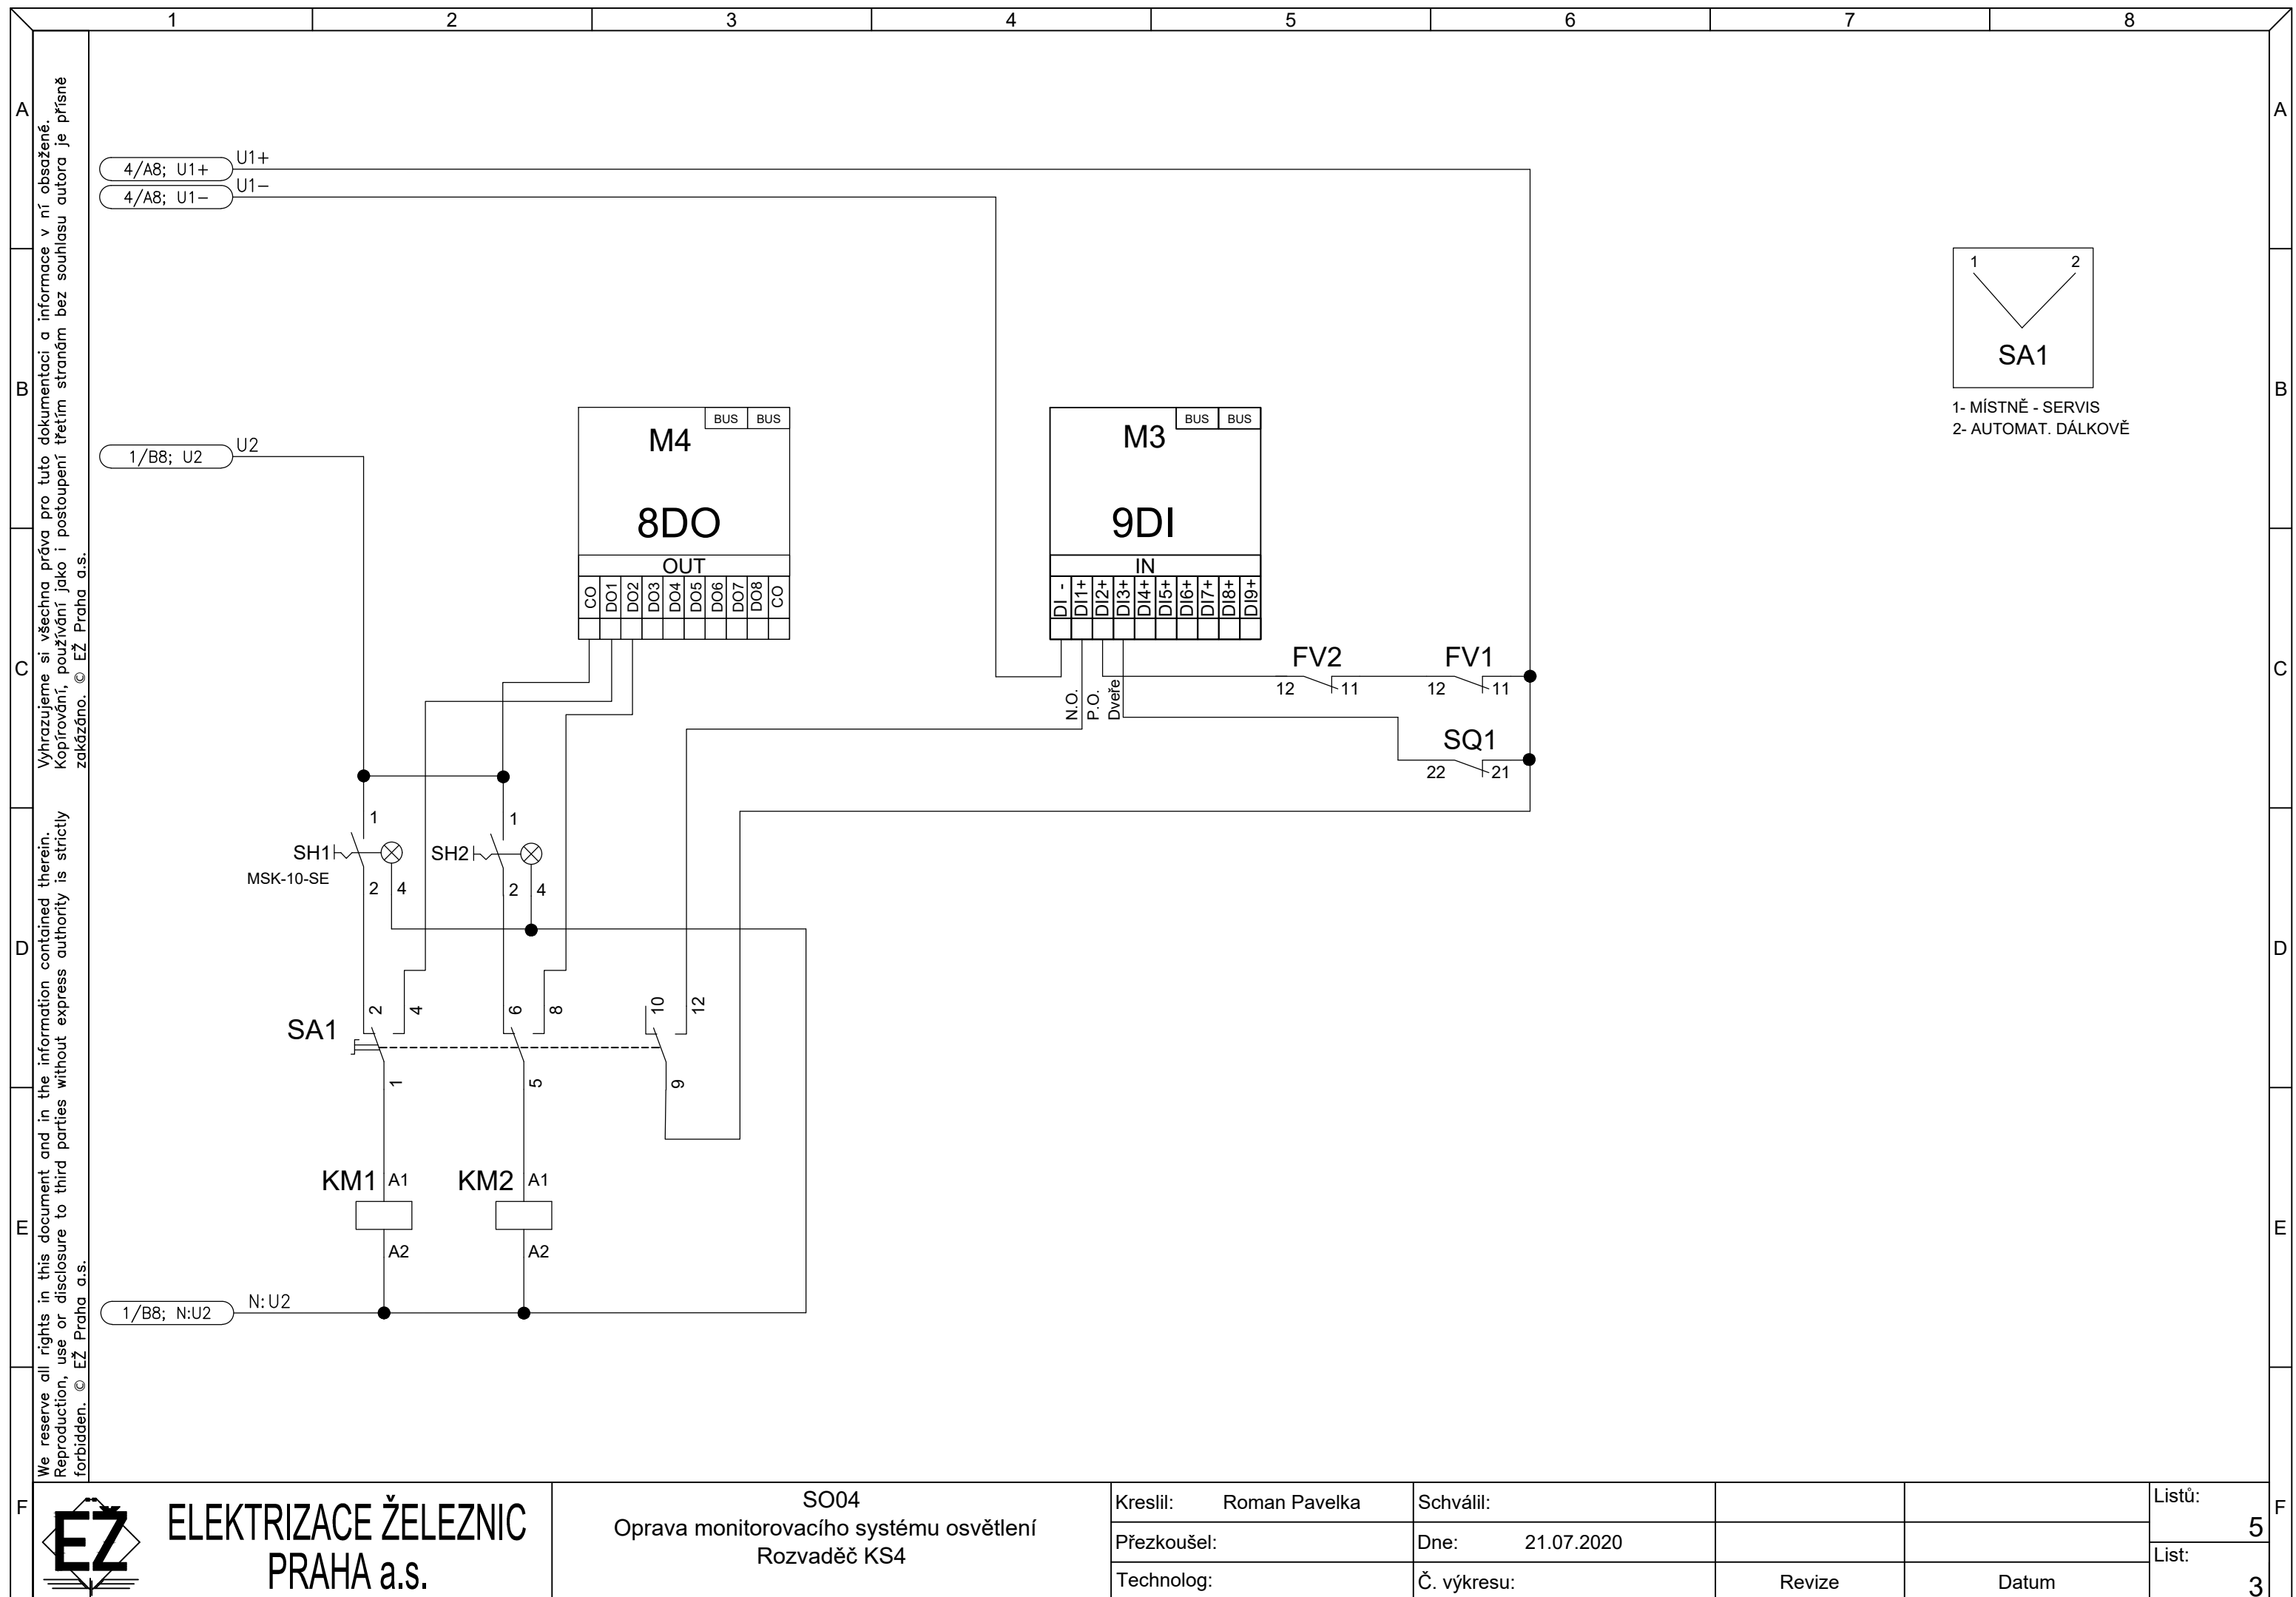 1 2 3 4 5 6 7 8
A A
B B
C C
D D
E E
F F
Vyhrazujeme si všechna práva pro tuto dokumentaci a informace v ní obsažené.
Kopírování, používání jako i postoupení třetím stranám bez souhlasu autora je přísně
zakázáno. © EŽ Praha a.s.
We reserve all rights in this document and in the information contained therein.
Reproduction, use or disclosure to third parties without express authority is strictly
forbidden. © EŽ Praha a.s.
4/A8; U1+ U1+
4/A8; U1- U1-
1 2
SA1
1- MÍSTNĚ - SERVIS
2- AUTOMAT. DÁLKOVĚ
1/B8; U2 U2
BUS BUS
M4
8DO
OUT
CO DO1 DO2 DO3 DO4 DO5 DO6 DO7 DO8 CO
BUS BUS
M3
9DI
IN
DI - DI1+ DI2+ DI3+ DI4+ DI5+ DI6+ DI7+ DI8+ DI9+
N.O.
P.O.
Dveře
FV2 FV1
12 11 12 11
SQ1
22 21
1 1
SH1 SH2
MSK-10-SE
2 4 2 4
2 4 6 8 10 12
SA1
1 5 9
KM1 A1 KM2 A1
A2 A2
1/B8; N:U2 N:U2
EŽ
ELEKTRIZACE ŽELEZNIC
PRAHA a.s.
SO04
Oprava monitorovacího systému osvětlení
Rozvaděč KS4
Kreslil: Roman Pavelka
Přezkoušel:
Technolog:
Schválil:
Dne: 21.07.2020
Č. výkresu:
Revize Datum
Listů:
5
List:
3